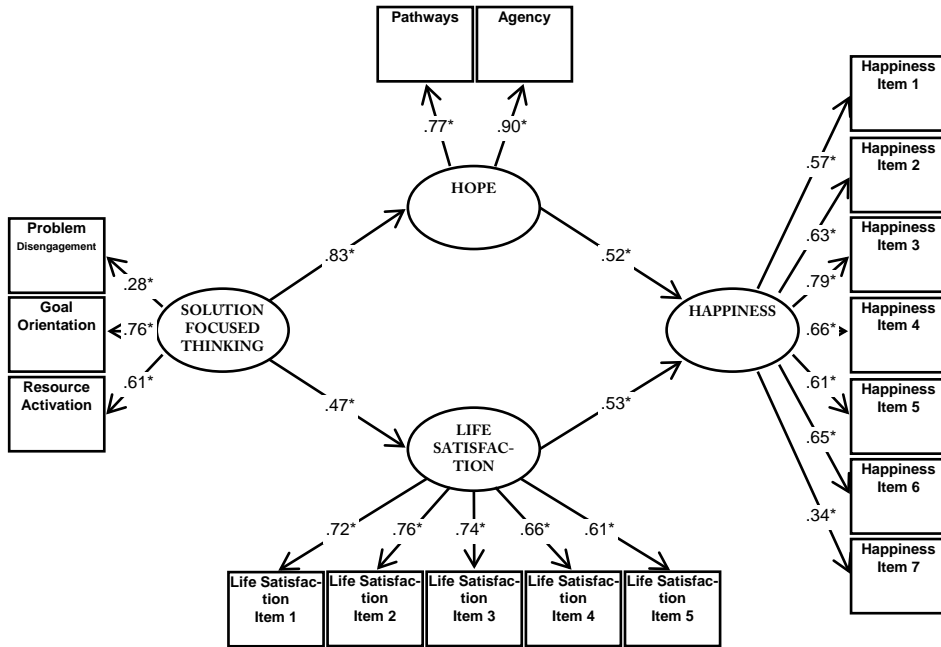 Pathways
Agency
.77*
.90*
HOPE
Happiness
Item 1
Happiness
Item 2
Happiness
Item 3
Happiness
Item 4
Happiness
Item 5
Happiness
Item 6
Happiness
Item 7
.57*
.63*
.79*
.66*
.61*
.65*
.34*
HAPPINESS
Problem
Disengagement
Goal
Orientation
Resource
Activation
.28*
.76*
.61*
SOLUTION
FOCUSED
THINKING
.83*
.47*
.52*
.53*
LIFE
SATISFAC-
TION
.72*
.76*
.74*
.66*
.61*
Life Satisfac-
tion
Item 1
Life Satisfac-
tion
Item 2
Life Satisfac-
tion
Item 3
Life Satisfac-
tion
Item 4
Life Satisfac-
tion
Item 5